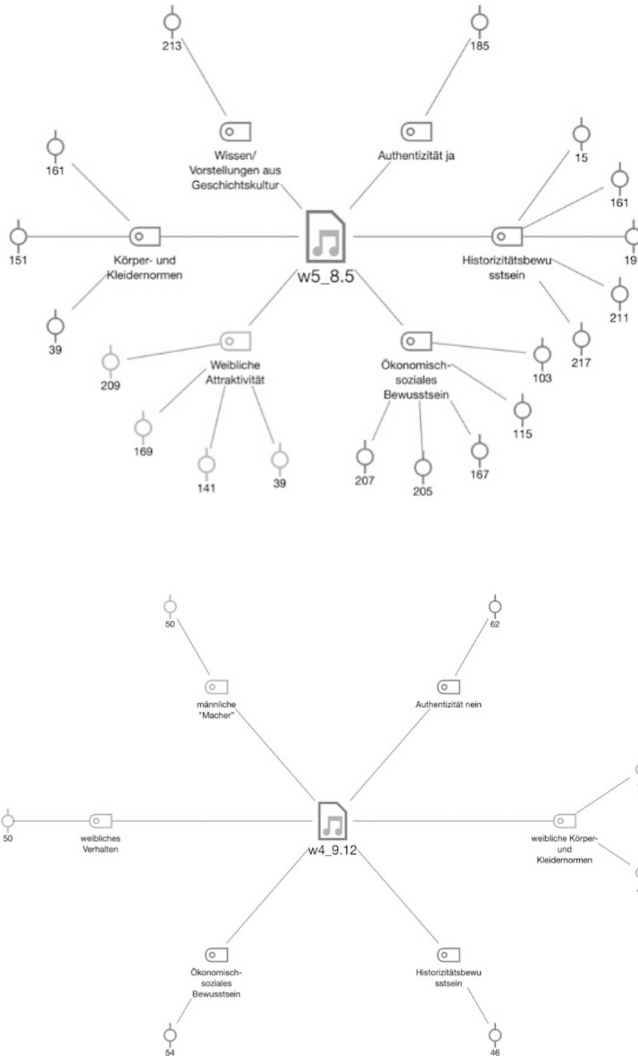 213
185
Wissen/
Vorstellungen aus
Geschichtskultur
Authentizität ja
15
161
161
151
Körper- und
Kleidernormen
w5_8.5
Historizitätsbewu
sstsein
19
211
39
217
209
Weibliche
Attraktivität
Ökonomisch-
soziales
Bewusstsein
103
115
169
141
39
207
205
167
50
62
männliche
"Macher"
Authentizität nein
50
weibliches
Verhalten
w4_9.12
weibliche Körper-
und
Kleidernormen
Ökonomisch-
soziales
Bewusstsein
Historizitätsbewu
sstsein
54
46